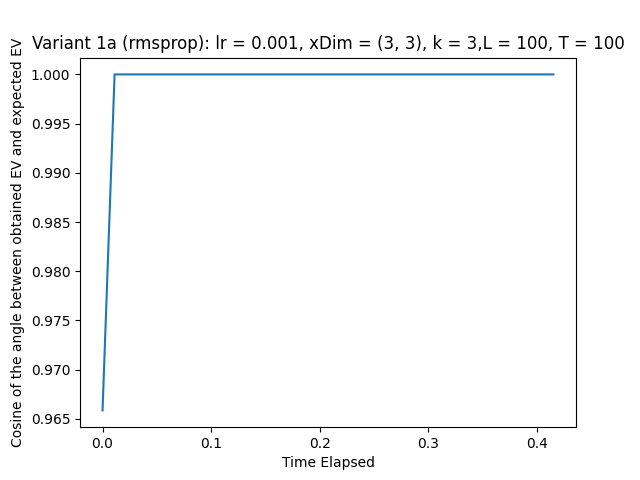 Variant 1a (rmsprop): lr = 0.001, xDim = (3, 3), k = 3,L = 100, T = 100
Cosine of the angle between obtained EV and expected EV
1.000
0.995
0.990
0.985
0.980
0.975
0.970
0.965
0.0 0.1 0.2 0.3 0.4
Time Elapsed